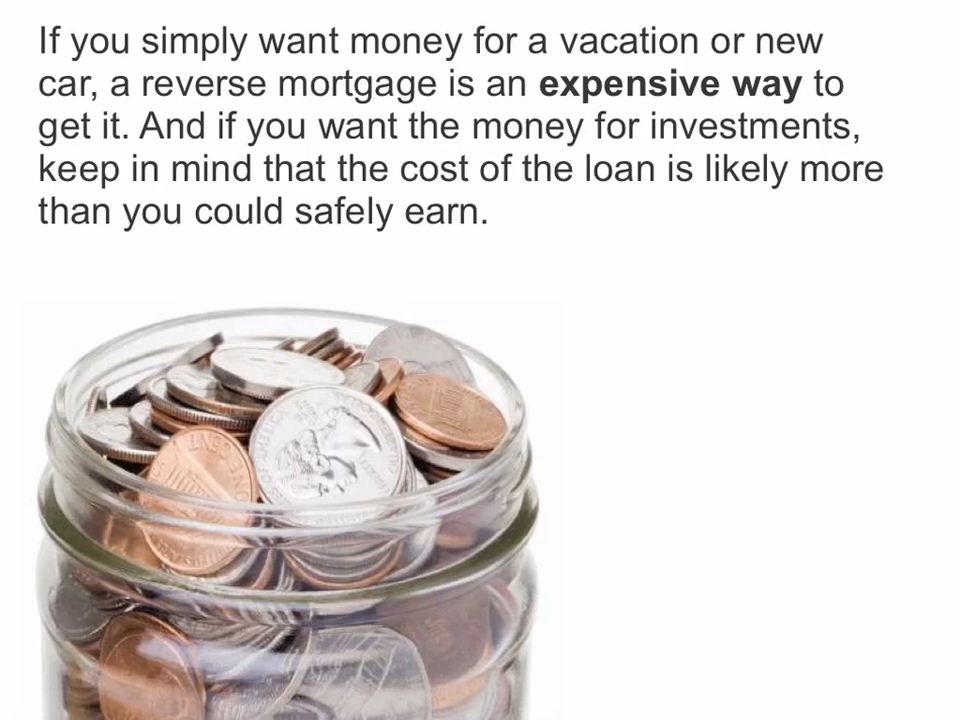 If you simply want money for a vacation or new
car, a reverse mortgage is an expensive way to
get it. And if you want the money for investments,
keep in mind that the cost of the loan is likely more
than you could safely earn.